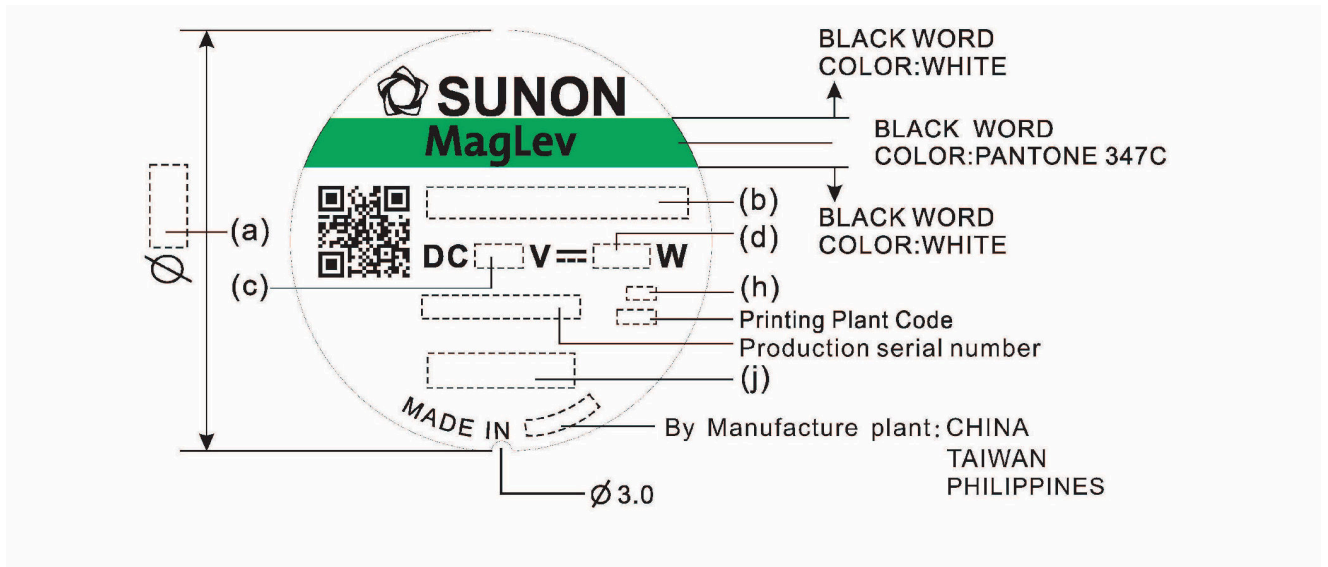 BLACK WORD
COLOR:WHITE
SUNON
MagLev
BLACK WORD
COLOR:PANTONE 347C
(b)
BLACK WORD
COLOR:WHITE
(a)
Ø
DC V W
(d)
(c)
(h)
Printing Plant Code
Production serial number
(j)
MADE IN
By Manufacture plant: CHINA
TAIWAN
PHILIPPINES
Ø 3.0